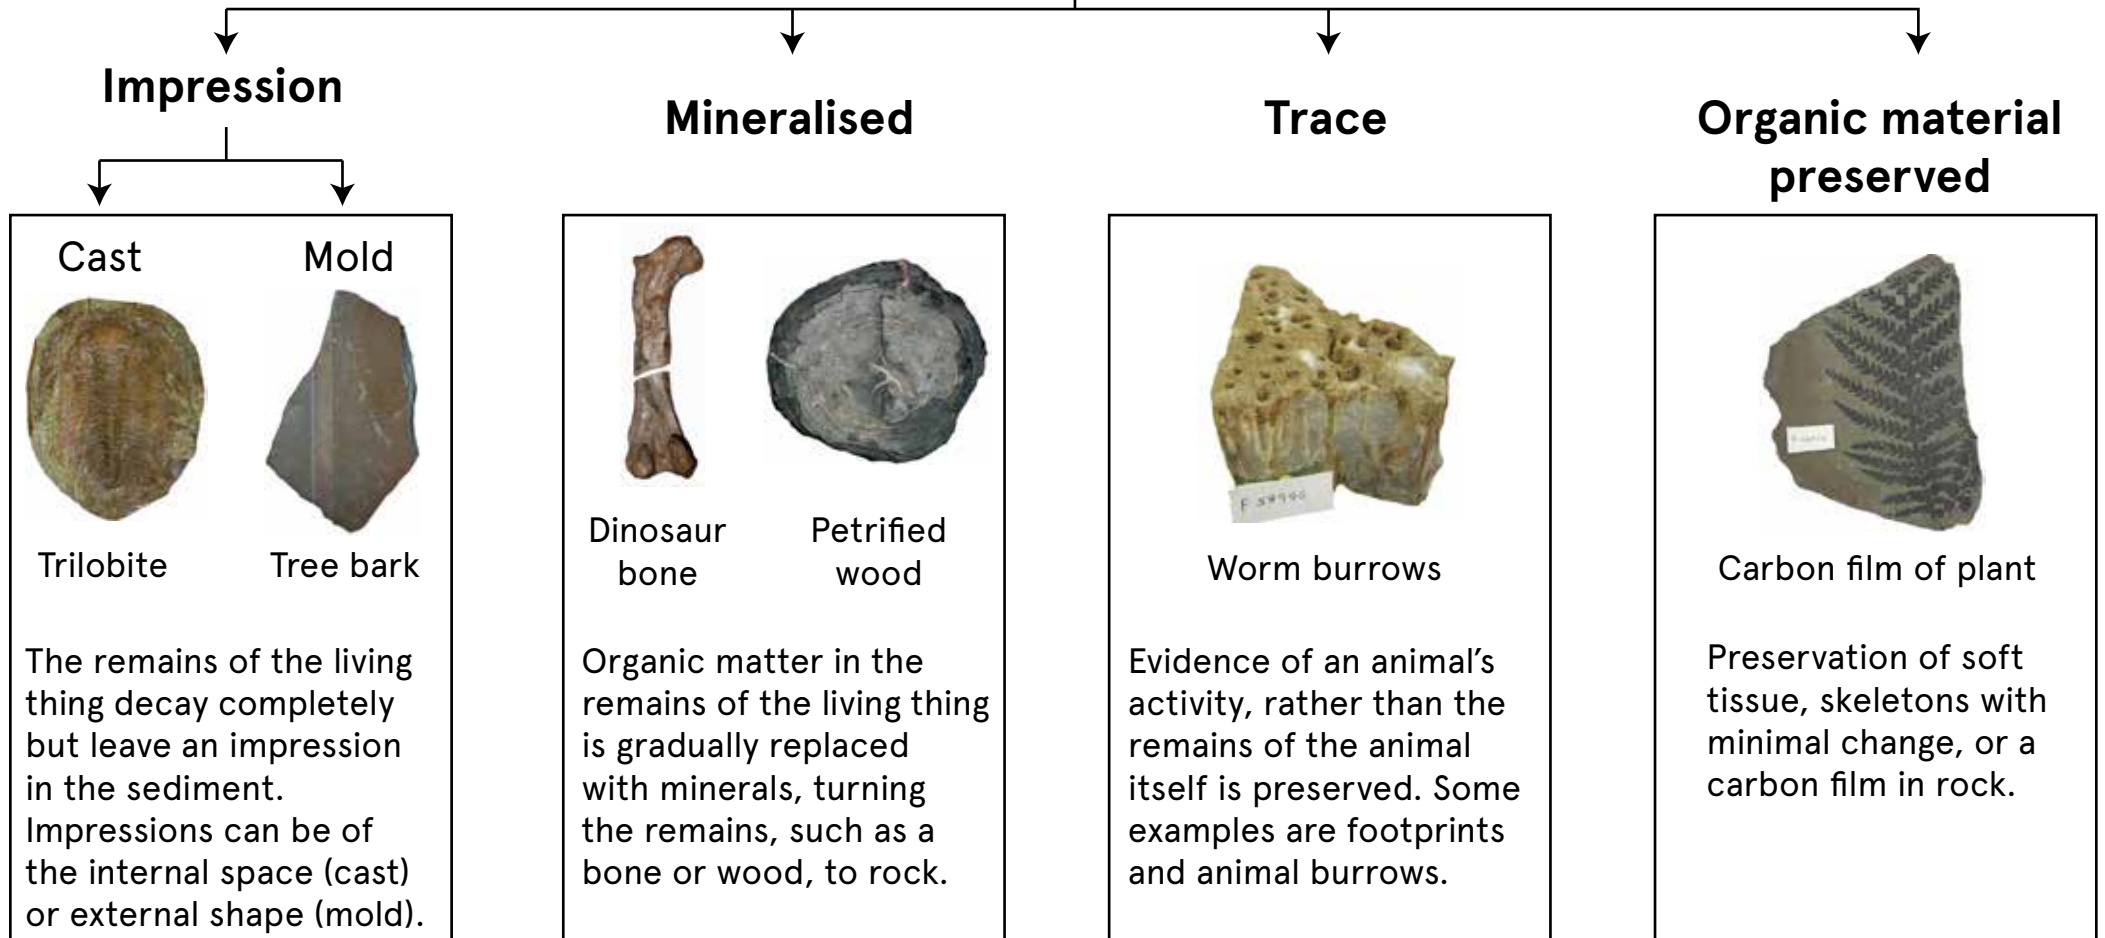 Impression
Mineralised
Trace
Organic material
preserved
Cast
Mold
Trilobite
Tree bark
The remains of the living
thing decay completely
but leave an impression
in the sediment.
Impressions can be of
the internal space (cast)
or external shape (mold).
Dinosaur
bone
Petrified
wood
Organic matter in the
remains of the living thing
is gradually replaced
with minerals, turning
the remains, such as a
bone or wood, to rock.
Worm burrows
Evidence of an animal’s
activity, rather than the
remains of the animal
itself is preserved. Some
examples are footprints
and animal burrows.
Carbon film of plant
Preservation of soft
tissue, skeletons with
minimal change, or a
carbon film in rock.